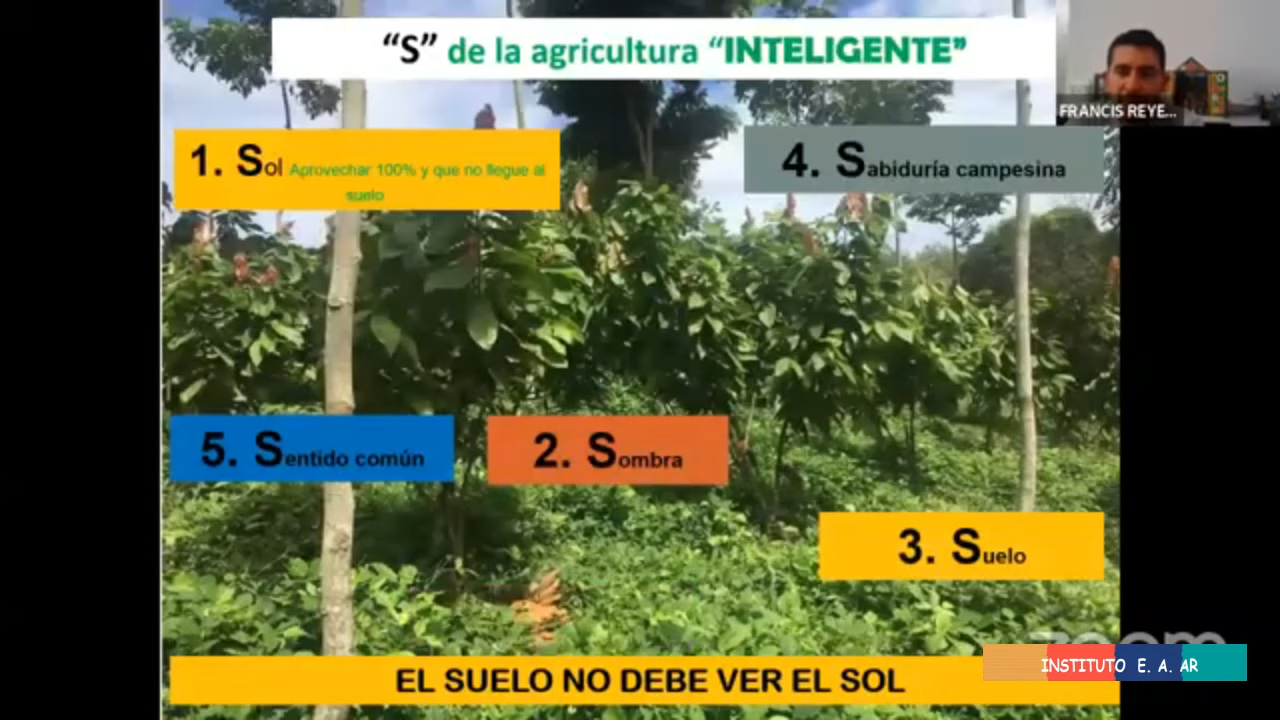 “S” de la agricultura “INTELIGENTE”
FRANCIS REYE...
1. Sol Aprovechar 100% y que no llegue al
suelo
4. Sabiduría campesina
5. Sentido común
2. Sombra
3. Suelo
zoom
INSTITUTO E. A. AR
EL SUELO NO DEBE VER EL SOL